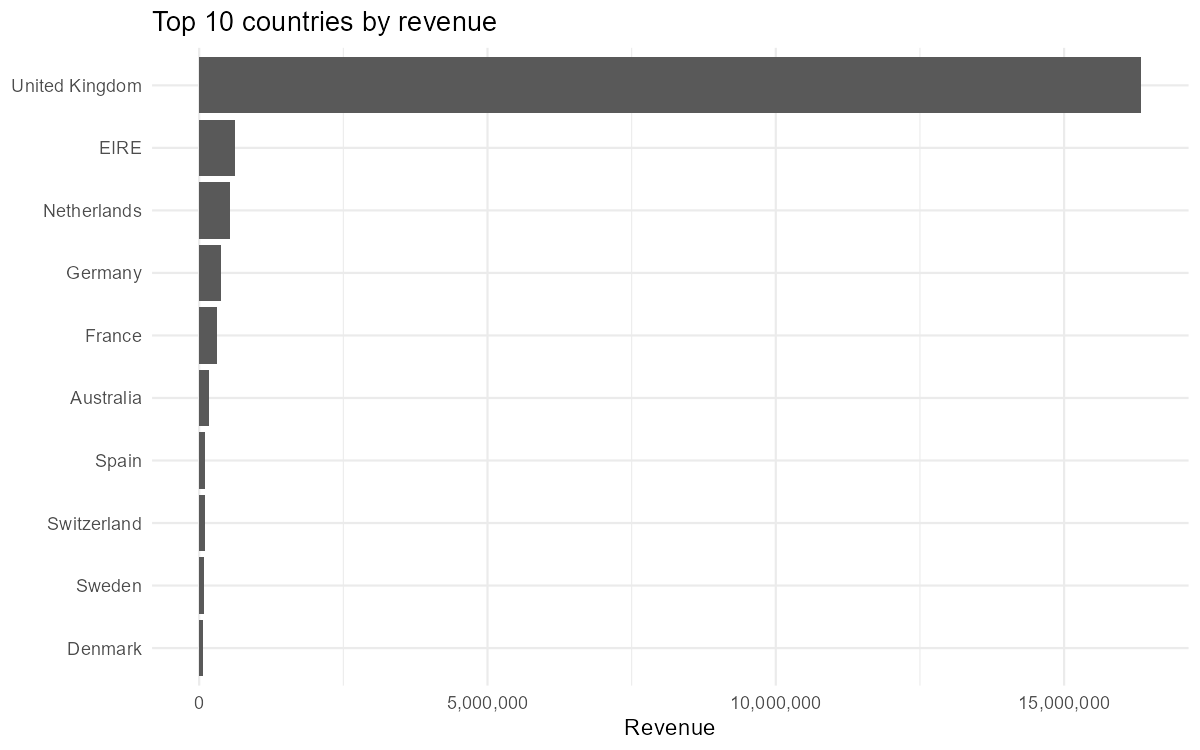 Top 10 countries by revenue
United Kingdom
EIRE
Netherlands
Germany
France
Australia
Spain
Switzerland
Sweden
Denmark
0 5,000,000 10,000,000 15,000,000
Revenue